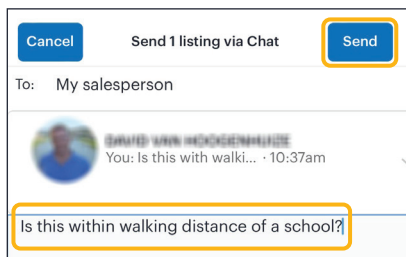 Cancel
Send 1 listing via Chat
Send
To: My salesperson
You: Is this with walki... · 10:37am
Is this within walking distance of a school?